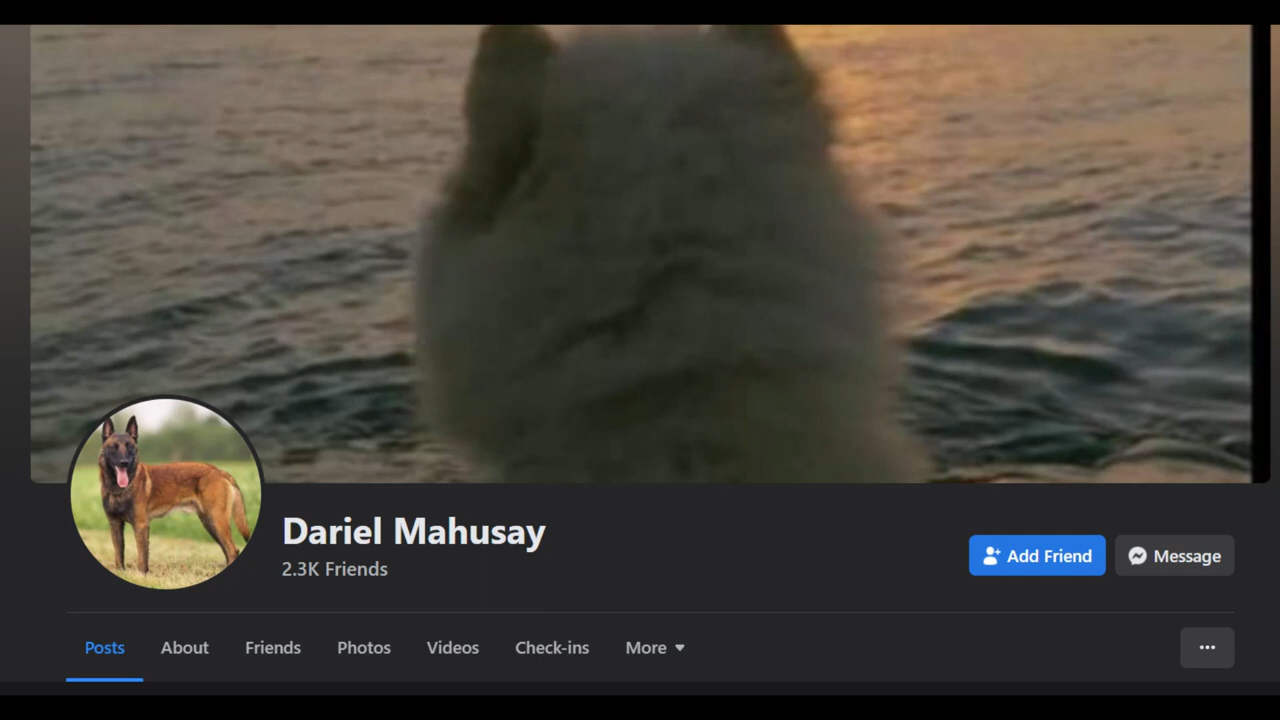 Dariel Mahusay
2.3K Friends
Add Friend
Message
Posts About Friends Photos Videos Check-ins More